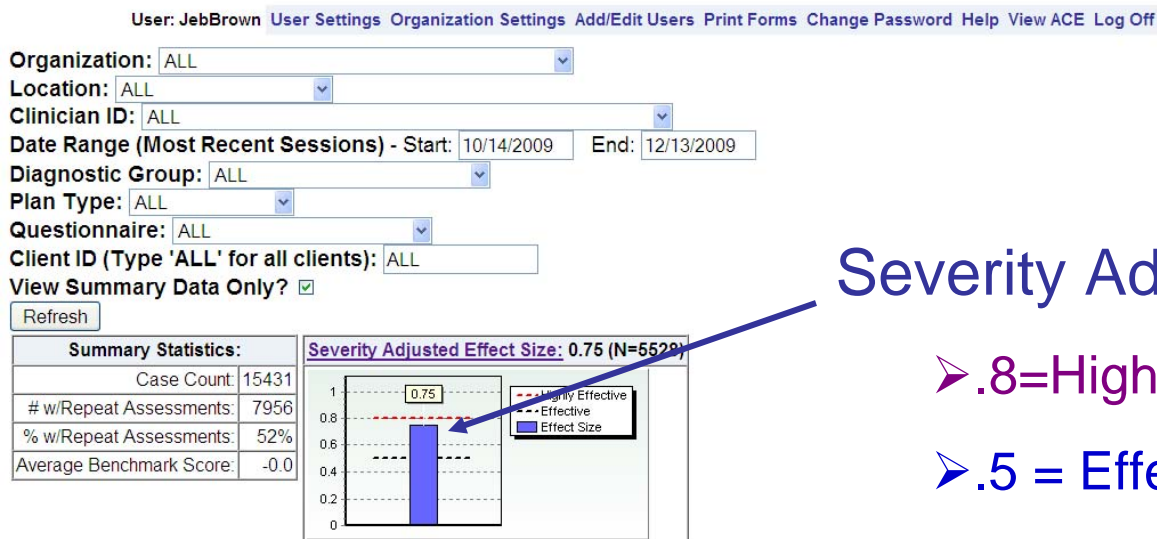 User: JebBrown User Settings Organization Settings Add/Edit Users Print Forms Change Password Help View ACE Log Off
Organization: ALL
Location: ALL
Clinician ID: ALL
Date Range (Most Recent Sessions) - Start: 10/14/2009 End: 12/13/2009
Diagnostic Group: ALL
Plan Type: ALL
Questionnaire: ALL
Client ID (Type 'ALL' for all clients): ALL
View Summary Data Only?
Refresh
Severity Ad
➢.8=High
➢.5 = Effe
Summary Statistics:
Case Count: 15431
# w/Repeat Assessments: 7956
% w/Repeat Assessments: 52%
Average Benchmark Score: -0.0
Severity Adjusted Effect Size: 0.75 (N=5528)
1
0.8
0.6
0.4
0.2
0
0.75
Highly Effective
Effective
Effect Size